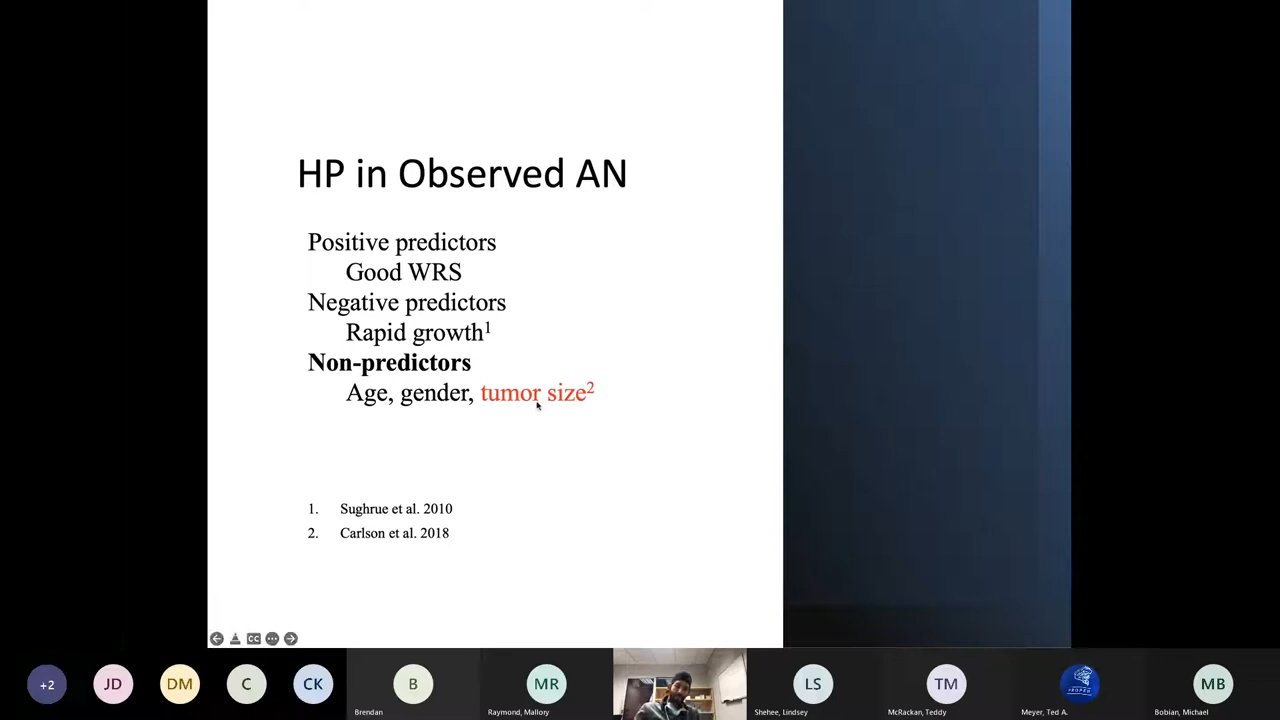 HP in Observed AN
Positive predictors
Good WRS
Negative predictors
Rapid growth1
Non-predictors
Age, gender, tumor size2
1. Sughrue et al. 2010
2. Carlson et al. 2018
CC
+2
JD
DM
C
CK
B
MR
LS
TM
MB
Brendan
Raymond, Mallory
Shehee, Lindsey
McRackan, Teddy
Meyer, Ted A.
Bobian, Michael